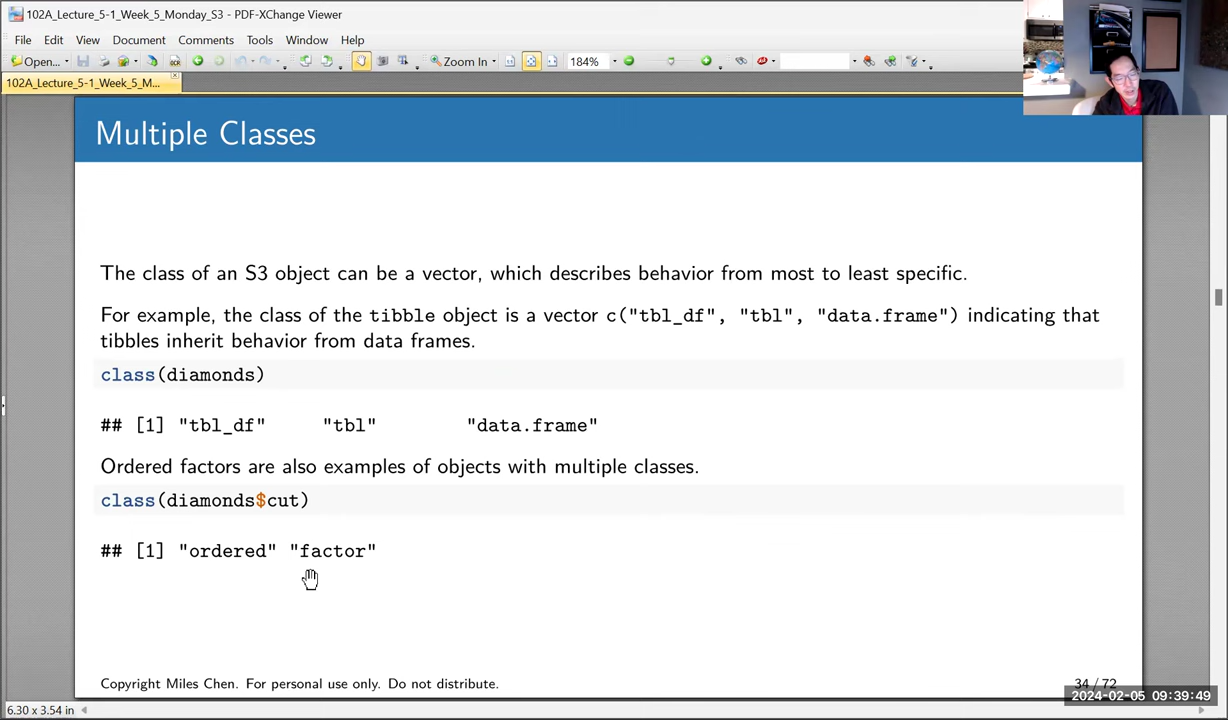 102A_Lecture_5-1_Week_5_Monday_S3 - PDF-XChange Viewer
File Edit View Document Comments Tools Window Help
Open... Zoom In 184%
102A_Lecture_5-1_Week_5_M...
Multiple Classes
The class of an S3 object can be a vector, which describes behavior from most to least specific.
For example, the class of the tibble object is a vector c("tbl_df", "tbl", "data.frame") indicating that
tibbles inherit behavior from data frames.
class(diamonds)
## [1] "tbl_df" "tbl" "data.frame"
Ordered factors are also examples of objects with multiple classes.
class(diamonds$cut)
## [1] "ordered" "factor"
Copyright Miles Chen. For personal use only. Do not distribute.
34 / 72
2024-02-05 09:39:49
6.30 x 3.54 in